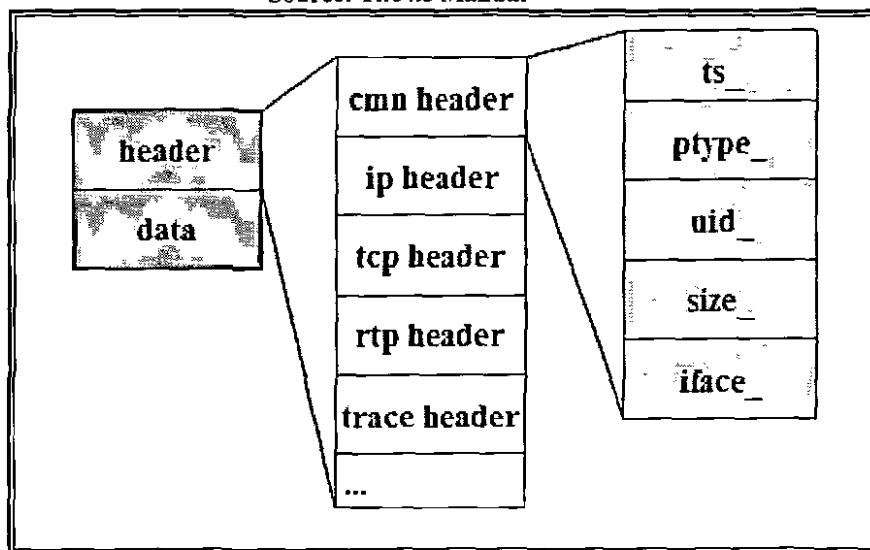 header
data
cmn header
ip header
tcp header
rtp header
trace header
...
ts_
ptype_
uid_
size_
iface_